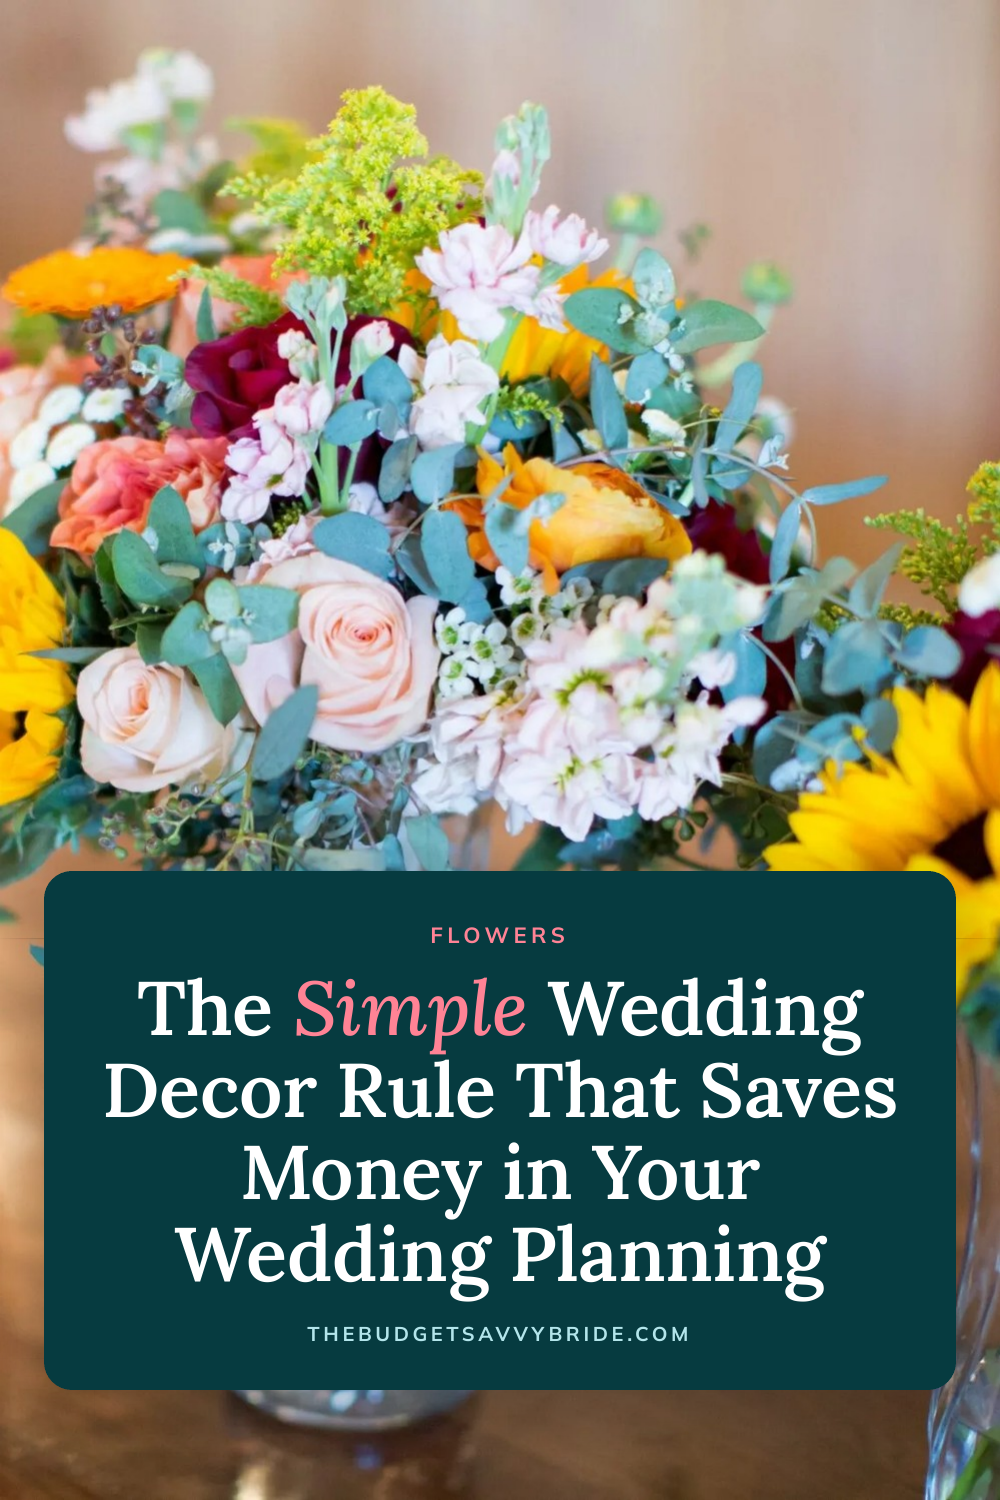 FLOWERS
The Simple Wedding
Decor Rule That Saves
Money in Your
Wedding Planning
THEBUDGETSAVVYBRIDE.COM